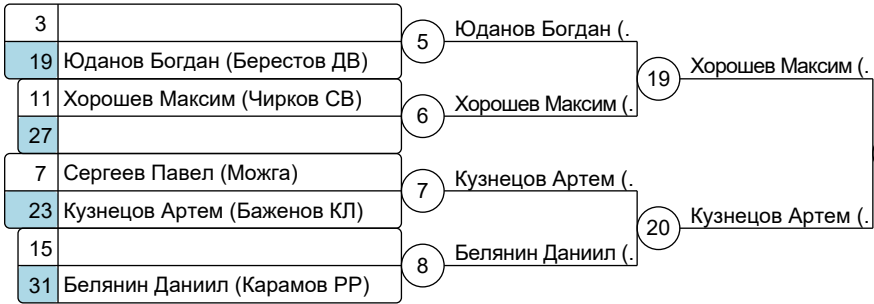 3
19 Юданов Богдан (Берестов ДВ)
5 Юданов Богдан (.
19 Хорошев Максим (.
11 Хорошев Максим (Чирков СВ)
6 Хорошев Максим (.
27
7 Сергеев Павел (Можга)
7 Кузнецов Артем (.
23 Кузнецов Артем (Баженов КЛ)
20 Кузнецов Артем (.
15
8 Белянин Даниил (.
31 Белянин Даниил (Карамов РР)